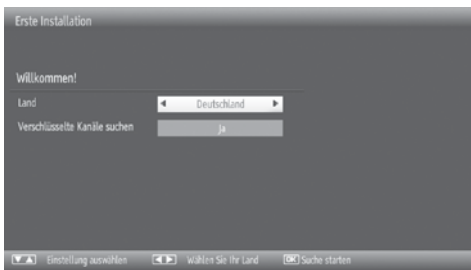 Erste Installation
Willkommen!
Land Deutschland
Verschlüsselte Kanäle suchen Ja
Einstellung auswählen Wählen Sie Ihr Land OK Suche starten